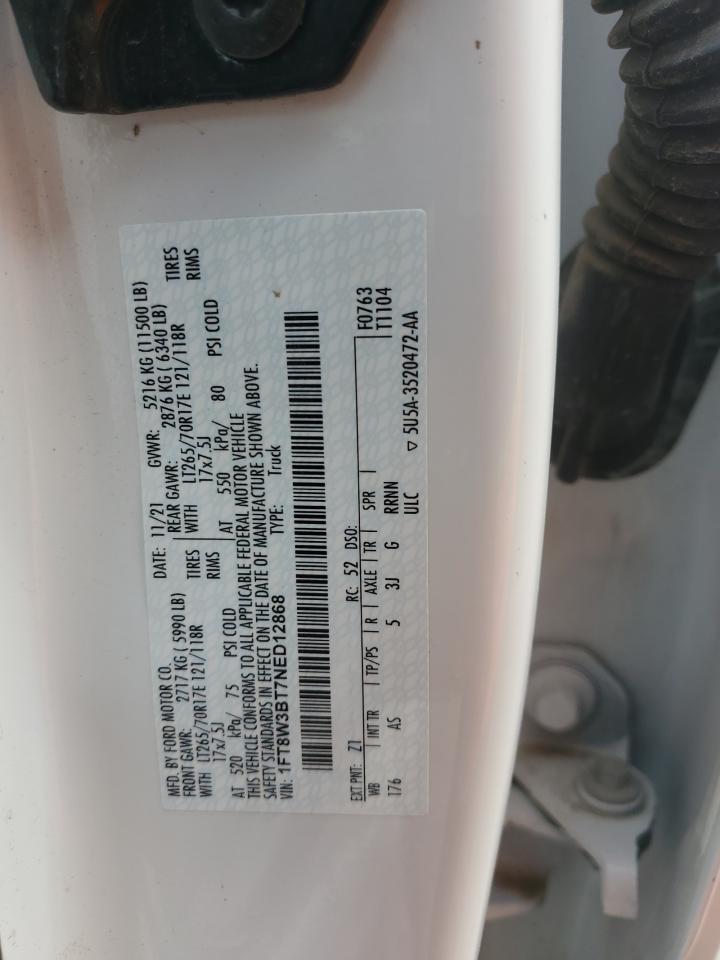 MFD. BY FORD MOTOR CO.
DATE: 11/21 GVWR: 5216 KG (11500 LB)
FRONT GAWR: 2717 KG ( 5990 LB) REAR GAWR: 2876 KG ( 6340 LB)
WITH LT265/70R17E 121/118R TIRES WITH LT265/70R17E 121/118R TIRES
17x7.5J RIMS 17x7.5J RIMS
AT 520 kPa/ 75 PSI COLD AT 550 kPa/ 80 PSI COLD
THIS VEHICLE CONFORMS TO ALL APPLICABLE FEDERAL MOTOR VEHICLE
SAFETY STANDARDS IN EFFECT ON THE DATE OF MANUFACTURE SHOWN ABOVE.
VIN: 1FT8W3BT7NED12868 TYPE: Truck
EXT PNT: Z1 RC: 52 DSO: F0763
WB INT TR TP/PS R AXLE TR SPR T1104
176 AS 5 3J G RRNN
ULC ▽ 5U5A-3520472-AA